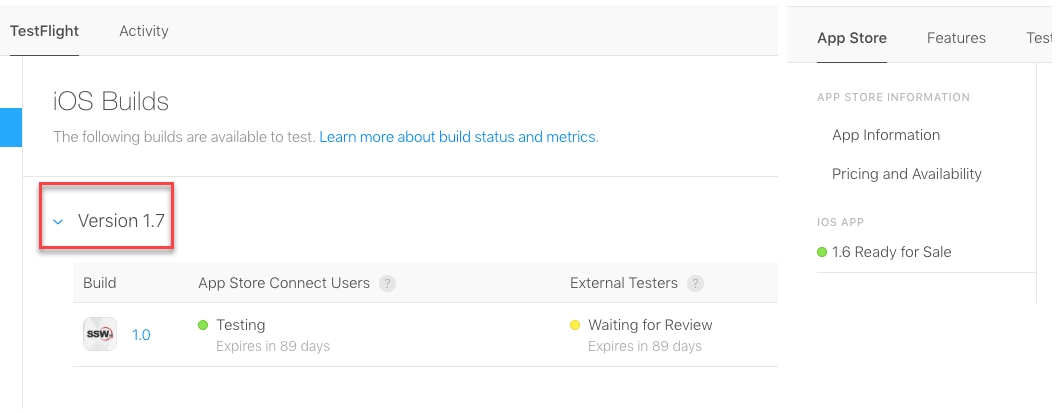 TestFlight Activity
iOS Builds
The following builds are available to test. Learn more about build status and metrics.
Version 1.7
Build App Store Connect Users ? External Testers ?
SSW 1.0 Testing Waiting for Review
Expires in 89 days Expires in 89 days
App Store Features Test
APP STORE INFORMATION
App Information
Pricing and Availability
IOS APP
1.6 Ready for Sale